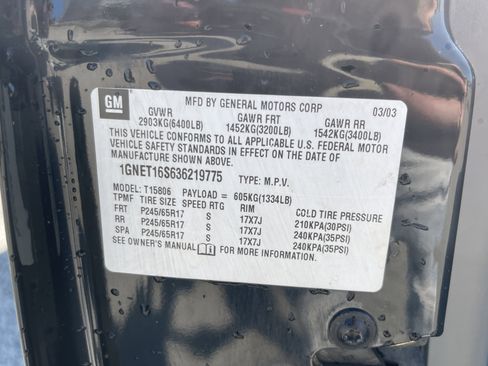 GM
MFD BY GENERAL MOTORS CORP 03/03
GVWR GAWR FRT GAWR RR
2903KG(6400LB) 1452KG(3200LB) 1542KG(3400LB)
THIS VEHICLE CONFORMS TO ALL APPLICABLE U.S. FEDERAL MOTOR
VEHICLE SAFETY STANDARDS IN EFFECT ON THE DATE OF
MANUFACTURE SHOWN ABOVE.
1GNET16S636219775 TYPE: M.P.V.
MODEL: T15806 PAYLOAD = 605KG(1334LB)
TPMF TIRE SIZE SPEED RTG RIM COLD TIRE PRESSURE
FRT P245/65R17 S 17X7J 210KPA(30PSI)
RR P245/65R17 S 17X7J 240KPA(35PSI)
SPA P245/65R17 S 17X7J 240KPA(35PSI)
SEE OWNER'S MANUAL FOR MORE INFORMATION.